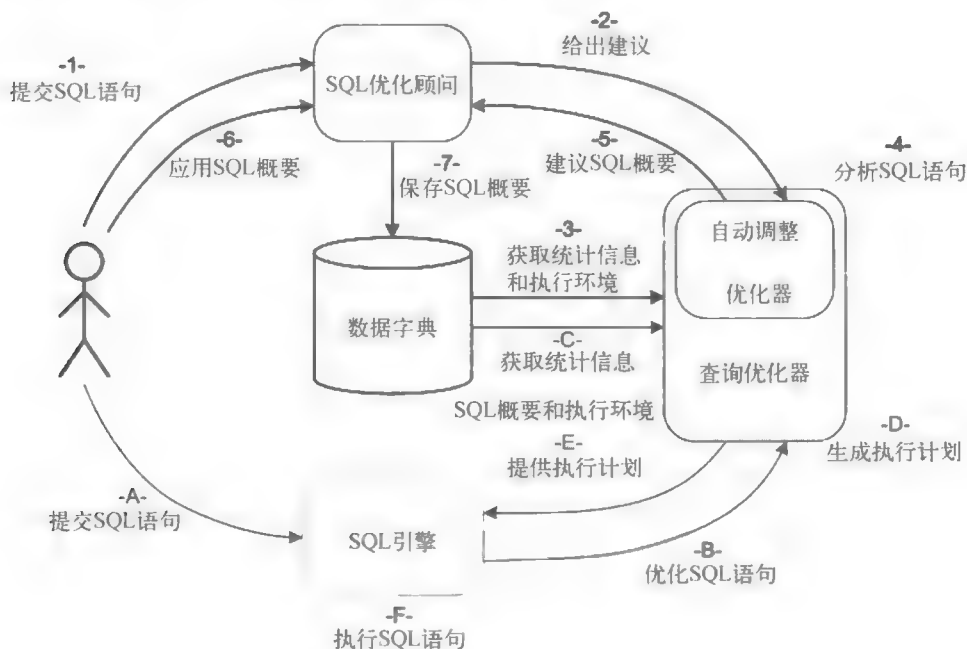 -2-
给出建议
-1-
提交SQL语句
SQL优化顾问
-6-
应用SQL概要
-7-
保存SQL概要
-5-
建议SQL概要
-4-
分析SQL语句
自动调整
优化器
-3-
获取统计信息
和执行环境
数据字典
-C-
获取统计信息
SQL概要和执行环境
查询优化器
-D-
生成执行计划
-E-
提供执行计划
-A-
提交SQL语句
SQL引擎
-B-
优化SQL语句
-F-
执行SQL语句